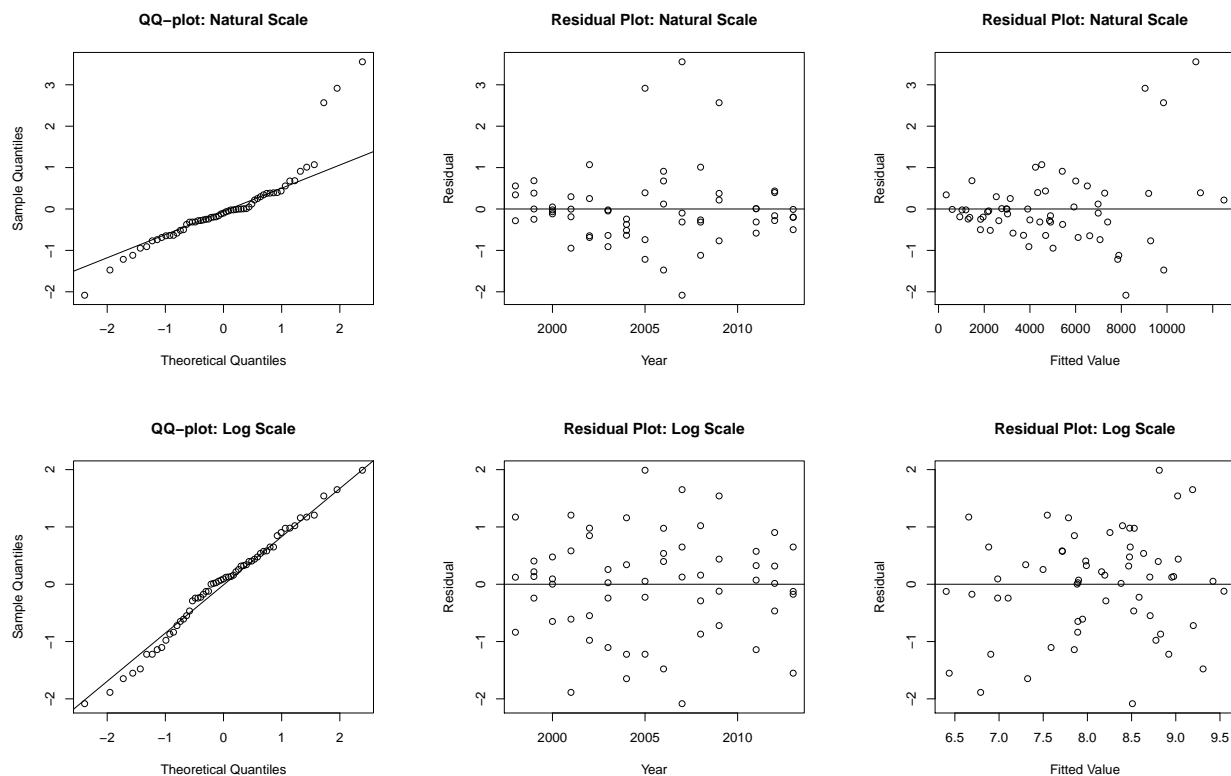 QQ−plot: Natural Scale
Sample Quantiles
3
2
1
0
−1
−2
−2 −1 0 1 2
Theoretical Quantiles
Residual Plot: Natural Scale
Residual
3
2
1
0
−1
−2
2000 2005 2010
Year
Residual Plot: Natural Scale
Residual
3
2
1
0
−1
−2
0 2000 4000 6000 8000 10000
Fitted Value
QQ−plot: Log Scale
Sample Quantiles
2
1
0
−1
−2
−2 −1 0 1 2
Theoretical Quantiles
Residual Plot: Log Scale
Residual
2
1
0
−1
−2
2000 2005 2010
Year
Residual Plot: Log Scale
Residual
2
1
0
−1
−2
6.5 7.0 7.5 8.0 8.5 9.0 9.5
Fitted Value